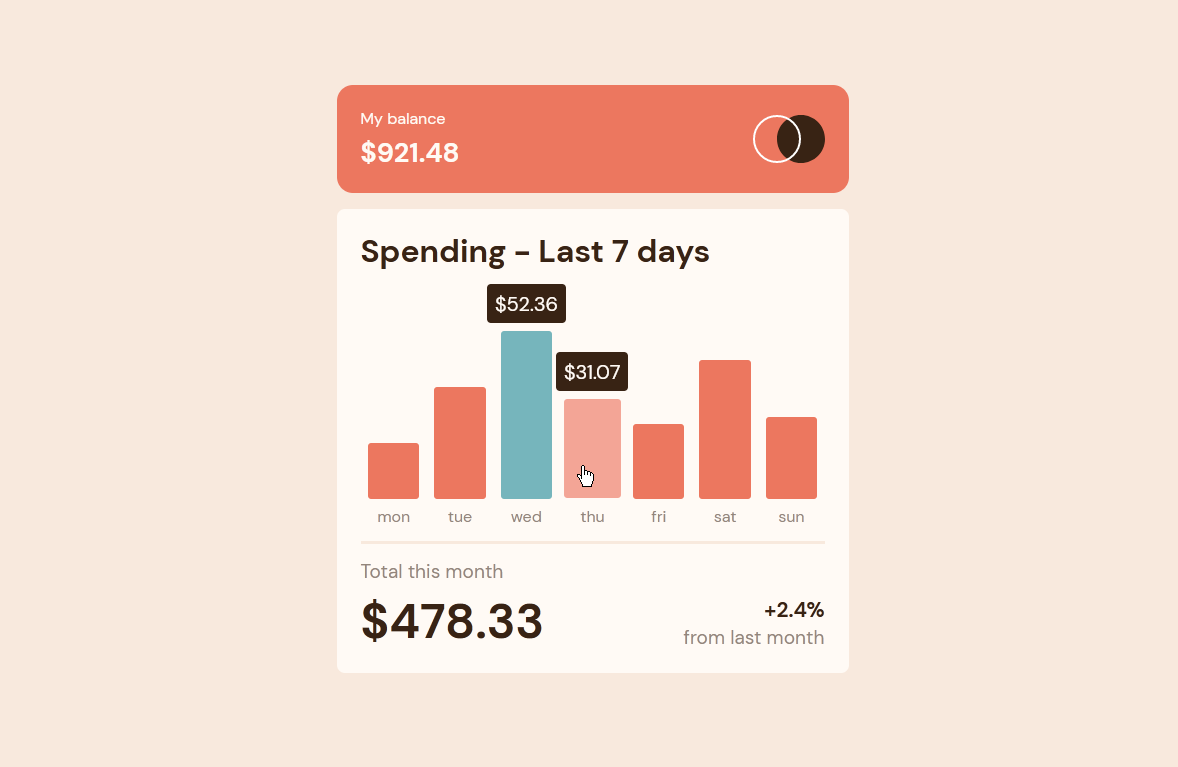 My balance
$921.48
Spending – Last 7 days
$52.36
$31.07
mon tue wed thu fri sat sun
Total this month
$478.33
+2.4%
from last month